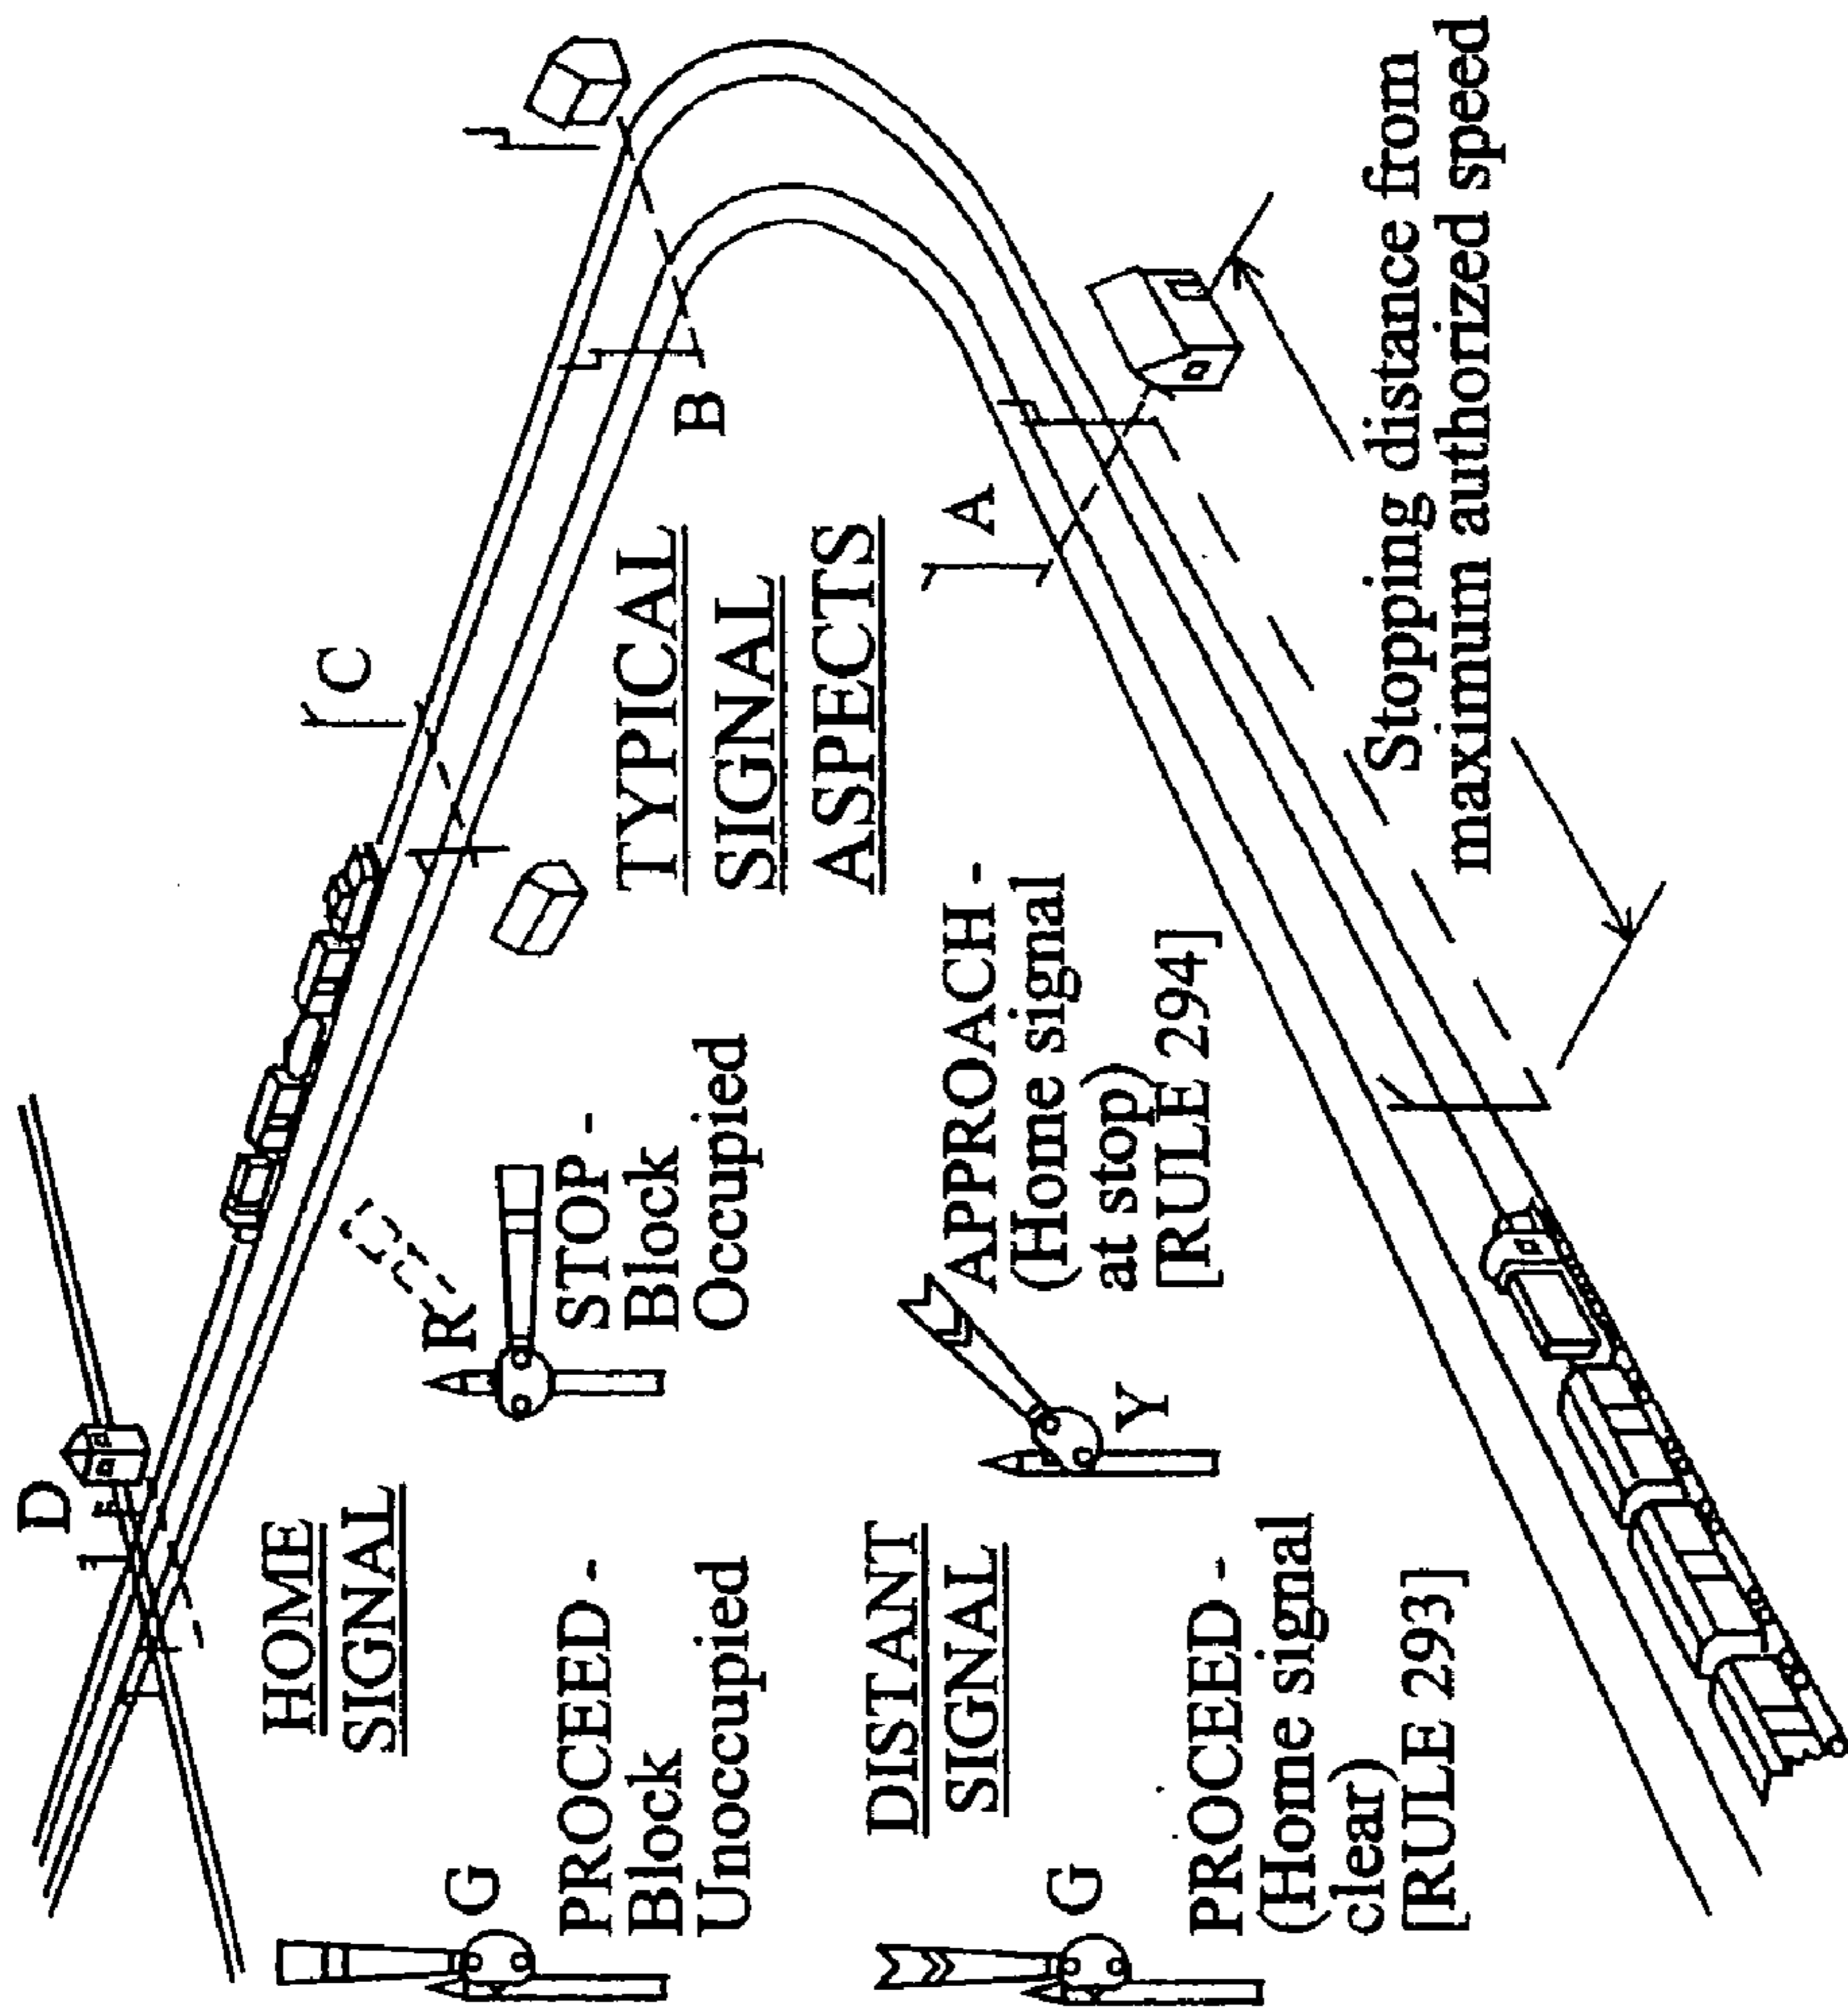 D
HOME
SIGNAL
G
PROCEED -
Block
Unoccupied
R
STOP -
Block
Occupied
C
B
TYPICAL
SIGNAL
ASPECTS
A
DISTANT
SIGNAL
G
PROCEED -
(Home signal
clear)
[RULE 293]
Y
APPROACH -
(Home signal
at stop)
[RULE 294]
Stopping distance from
maximum authorized speed